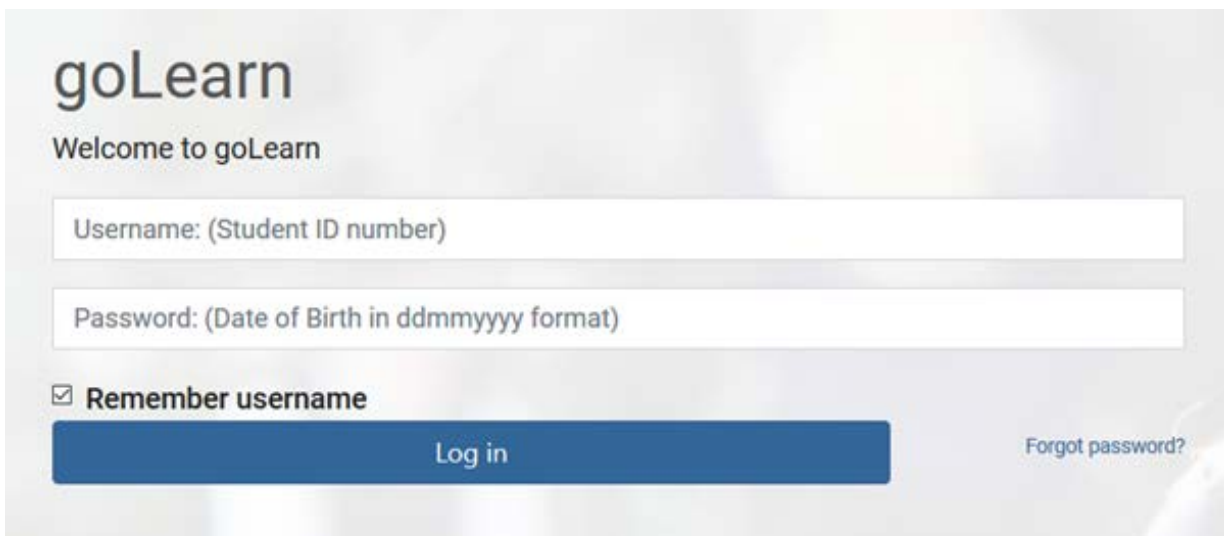 goLearn
Welcome to goLearn
Username: (Student ID number)
Password: (Date of Birth in ddmmyyyy format)
Remember username
Log in
Forgot password?